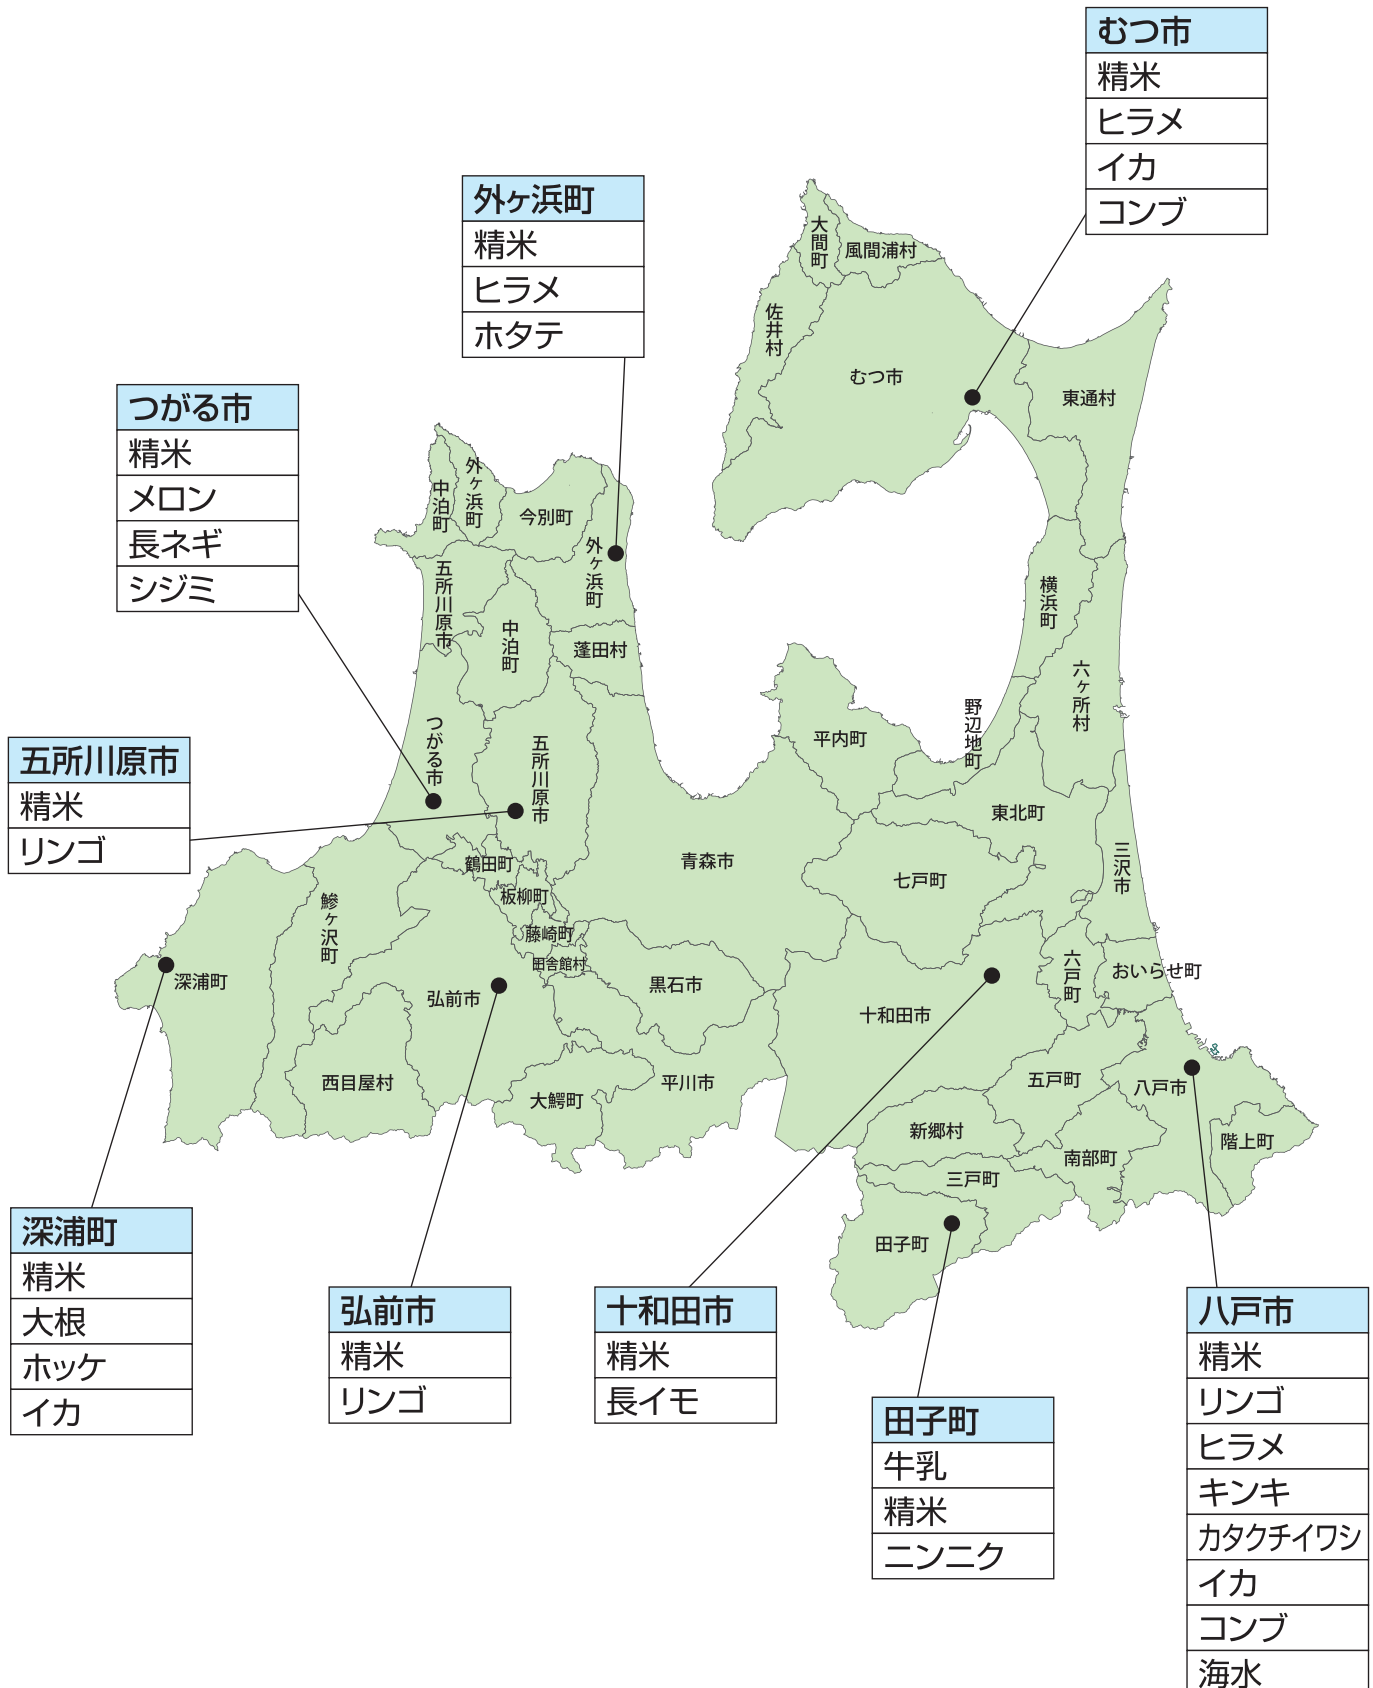 むつ市
精米
ヒラメ
イカ
コンブ
外ヶ浜町
精米
ヒラメ
ホタテ
つがる市
精米
メロン
長ネギ
シジミ
五所川原市
精米
リンゴ
大間町
風間浦村
佐井村
むつ市
東通村
中泊町
外ヶ浜町
今別町
外ヶ浜町
五所川原市
中泊町
蓬田村
横浜町
六ヶ所村
野辺地町
平内町
つがる市
五所川原市
東北町
青森市
七戸町
三沢市
鶴田町
板柳町
藤崎町
田舎館村
鰺ヶ沢町
深浦町
弘前市
黒石市
十和田市
六戸町
おいらせ町
西目屋村
大鰐町
平川市
五戸町
八戸市
新郷村
南部町
階上町
三戸町
田子町
深浦町
精米
大根
ホッケ
イカ
弘前市
精米
リンゴ
十和田市
精米
長イモ
田子町
牛乳
精米
ニンニク
八戸市
精米
リンゴ
ヒラメ
キンキ
カタクチイワシ
イカ
コンブ
海水